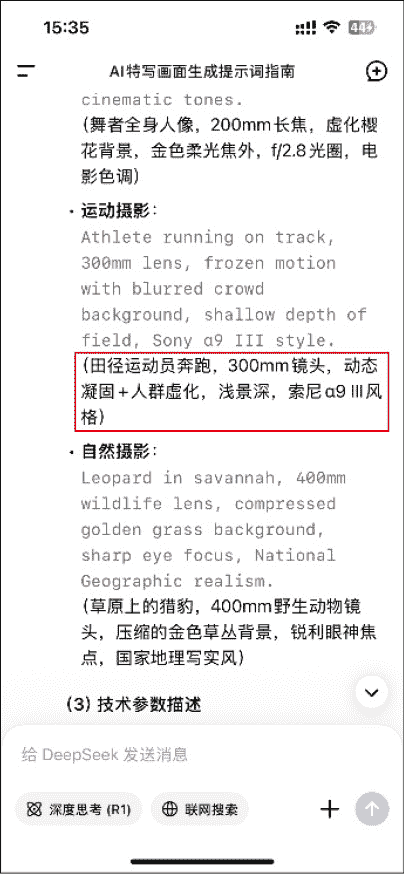 15:35
44
AI特写画面生成提示词指南
cinematic tones.
(舞者全身人像，200mm长焦，虚化樱
花背景，金色柔光焦外，f/2.8光圈，电
影色调)
• 运动摄影：
Athlete running on track,
300mm lens, frozen motion
with blurred crowd
background, shallow depth of
field, Sony α9 III style.
(田径运动员奔跑，300mm镜头，动态
凝固+人群虚化，浅景深，索尼α9 III风
格)
• 自然摄影：
Leopard in savannah, 400mm
wildlife lens, compressed
golden grass background,
sharp eye focus, National
Geographic realism.
(草原上的猎豹，400mm野生动物镜
头，压缩的金色草丛背景，锐利眼神焦
点，国家地理写实风)
(3) 技术参数描述
给 DeepSeek 发送消息
深度思考 (R1)
联网搜索